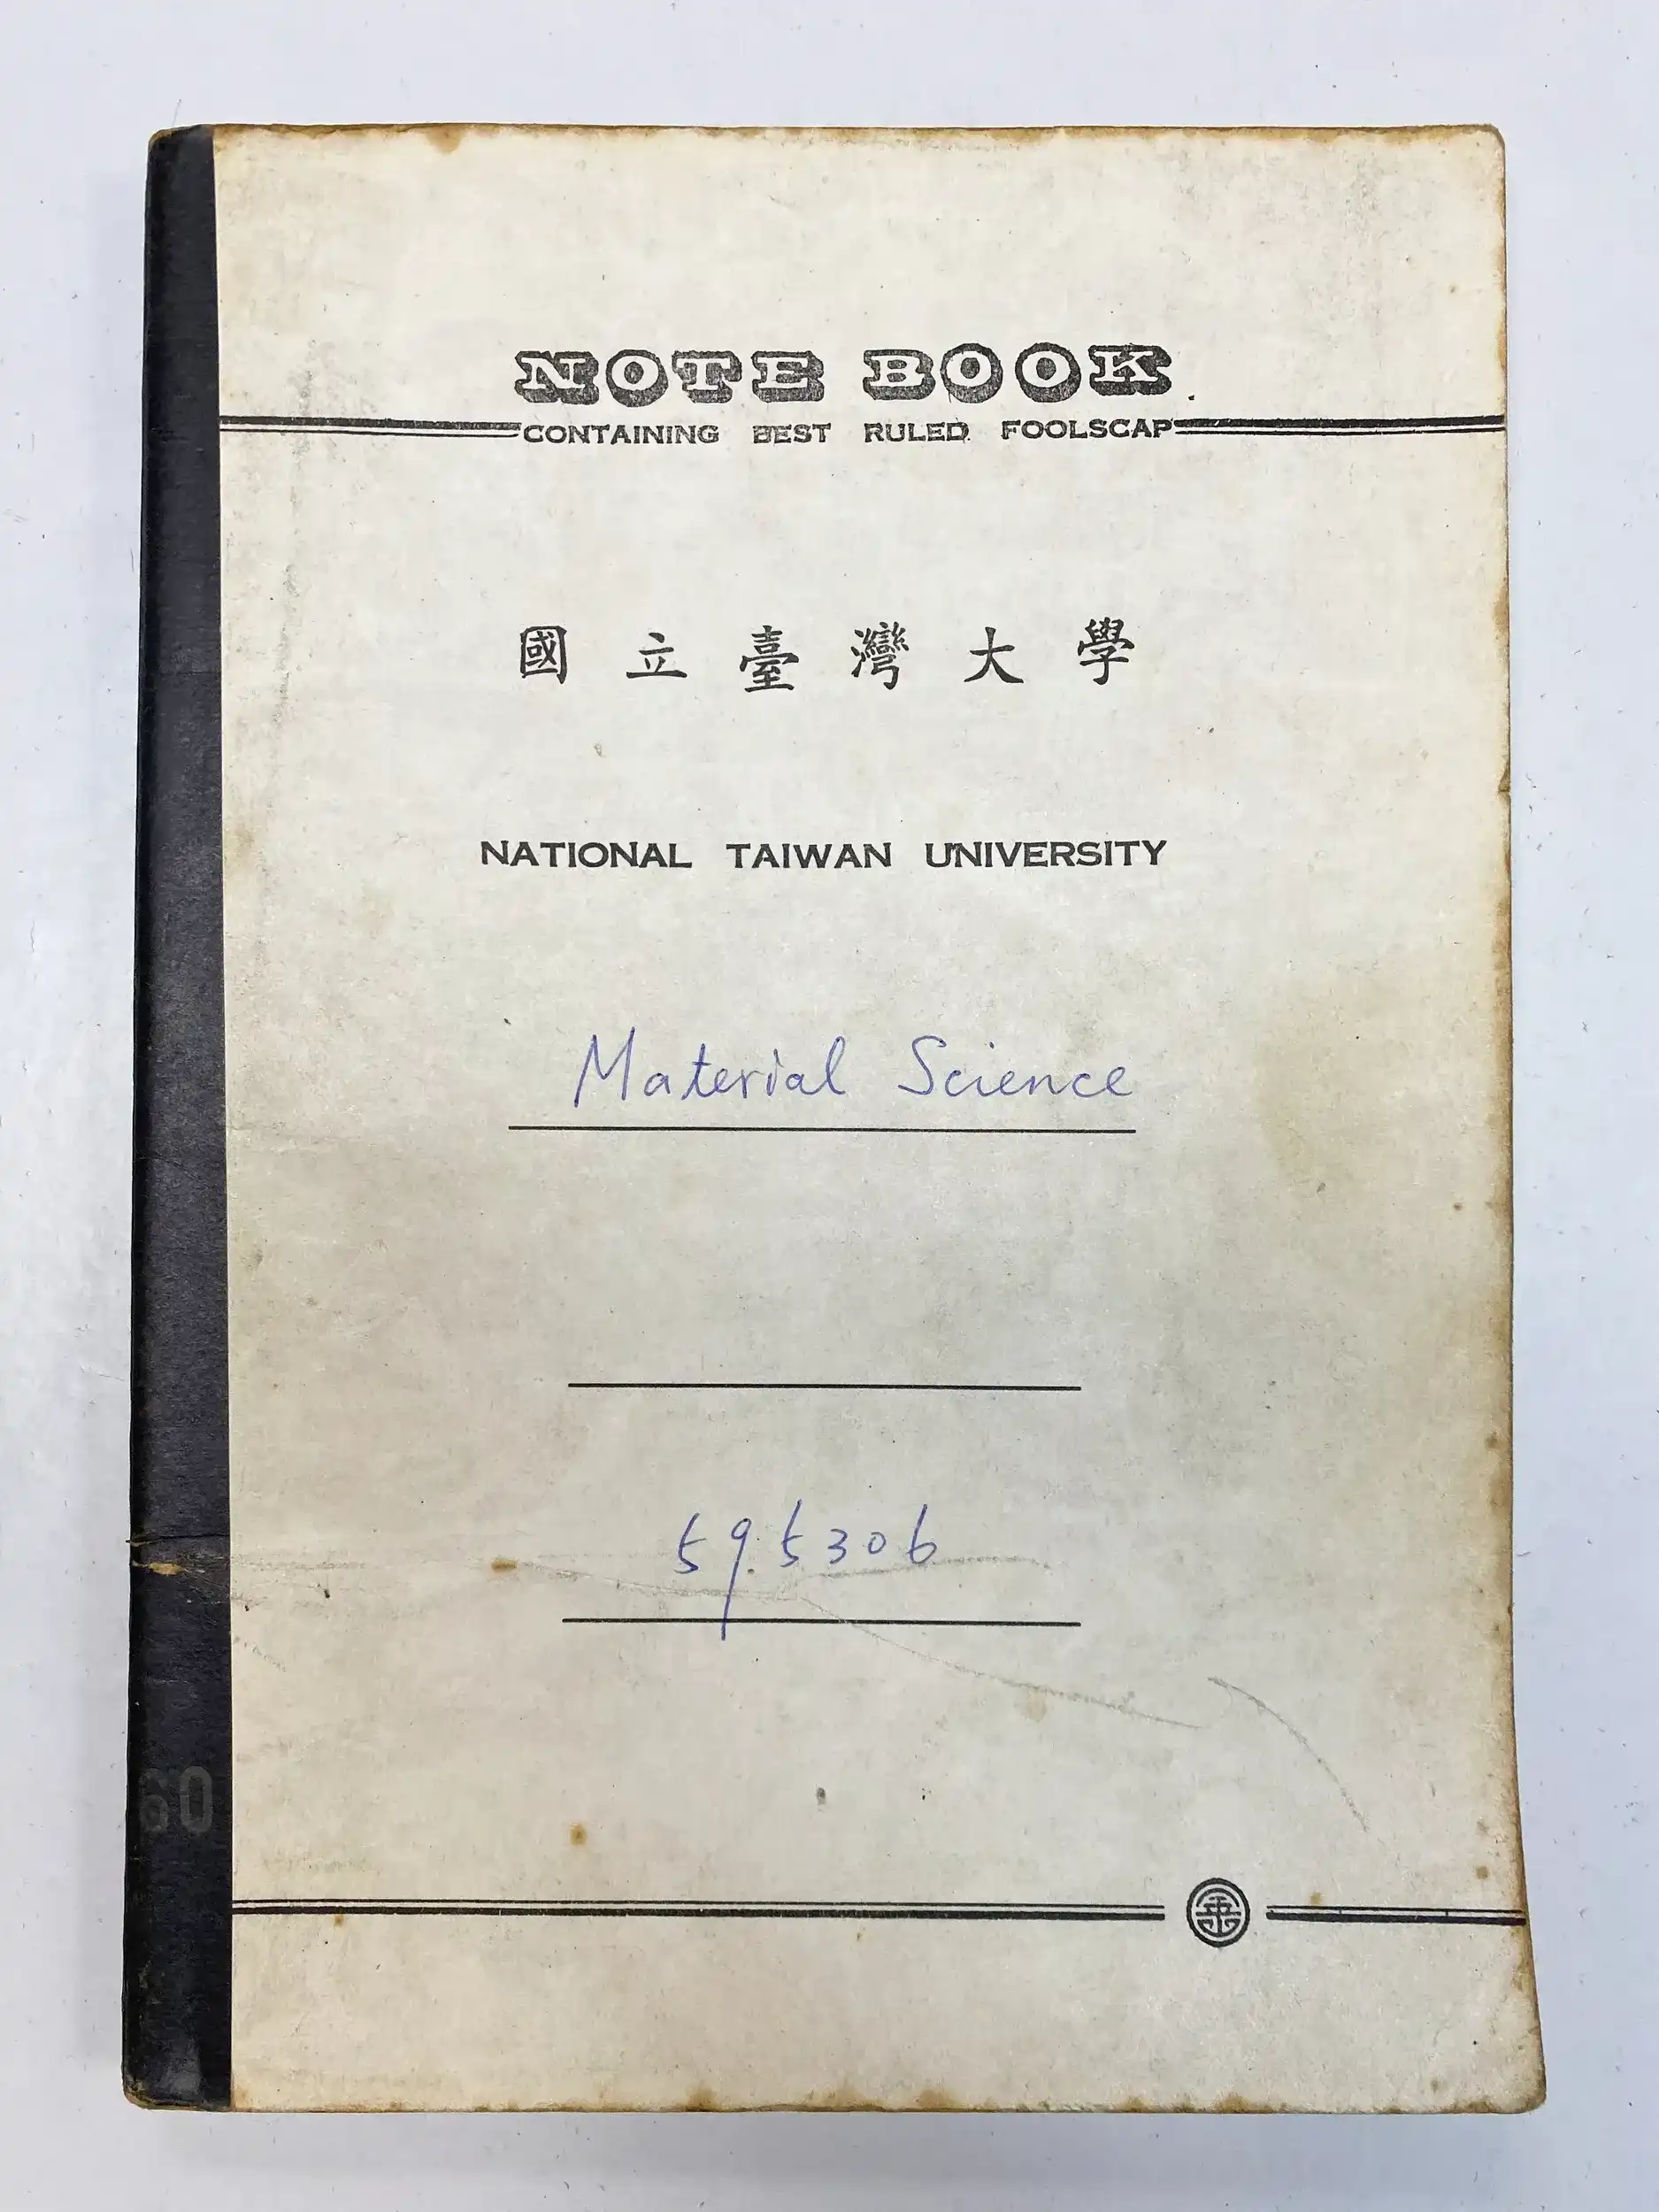 NOTE BOOK
CONTAINING BEST RULED FOOLSCAP
國立臺灣大學
NATIONAL TAIWAN UNIVERSITY
Material Science
595306
60